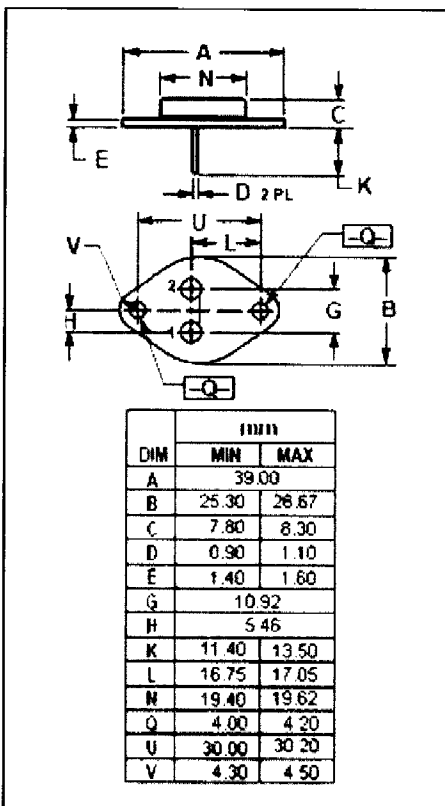 A
N
C
E
K
D 2 PL
U
L
V
-Q-
2
H
G
B
1
-Q-
mm
DIM MIN MAX
A 39.00
B 25.30 26.67
C 7.80 8.30
D 0.90 1.10
E 1.40 1.60
G 10.92
H 5.46
K 11.40 13.50
L 16.75 17.05
N 19.40 19.62
Q 4.00 4.20
U 30.00 30.20
V 4.30 4.50